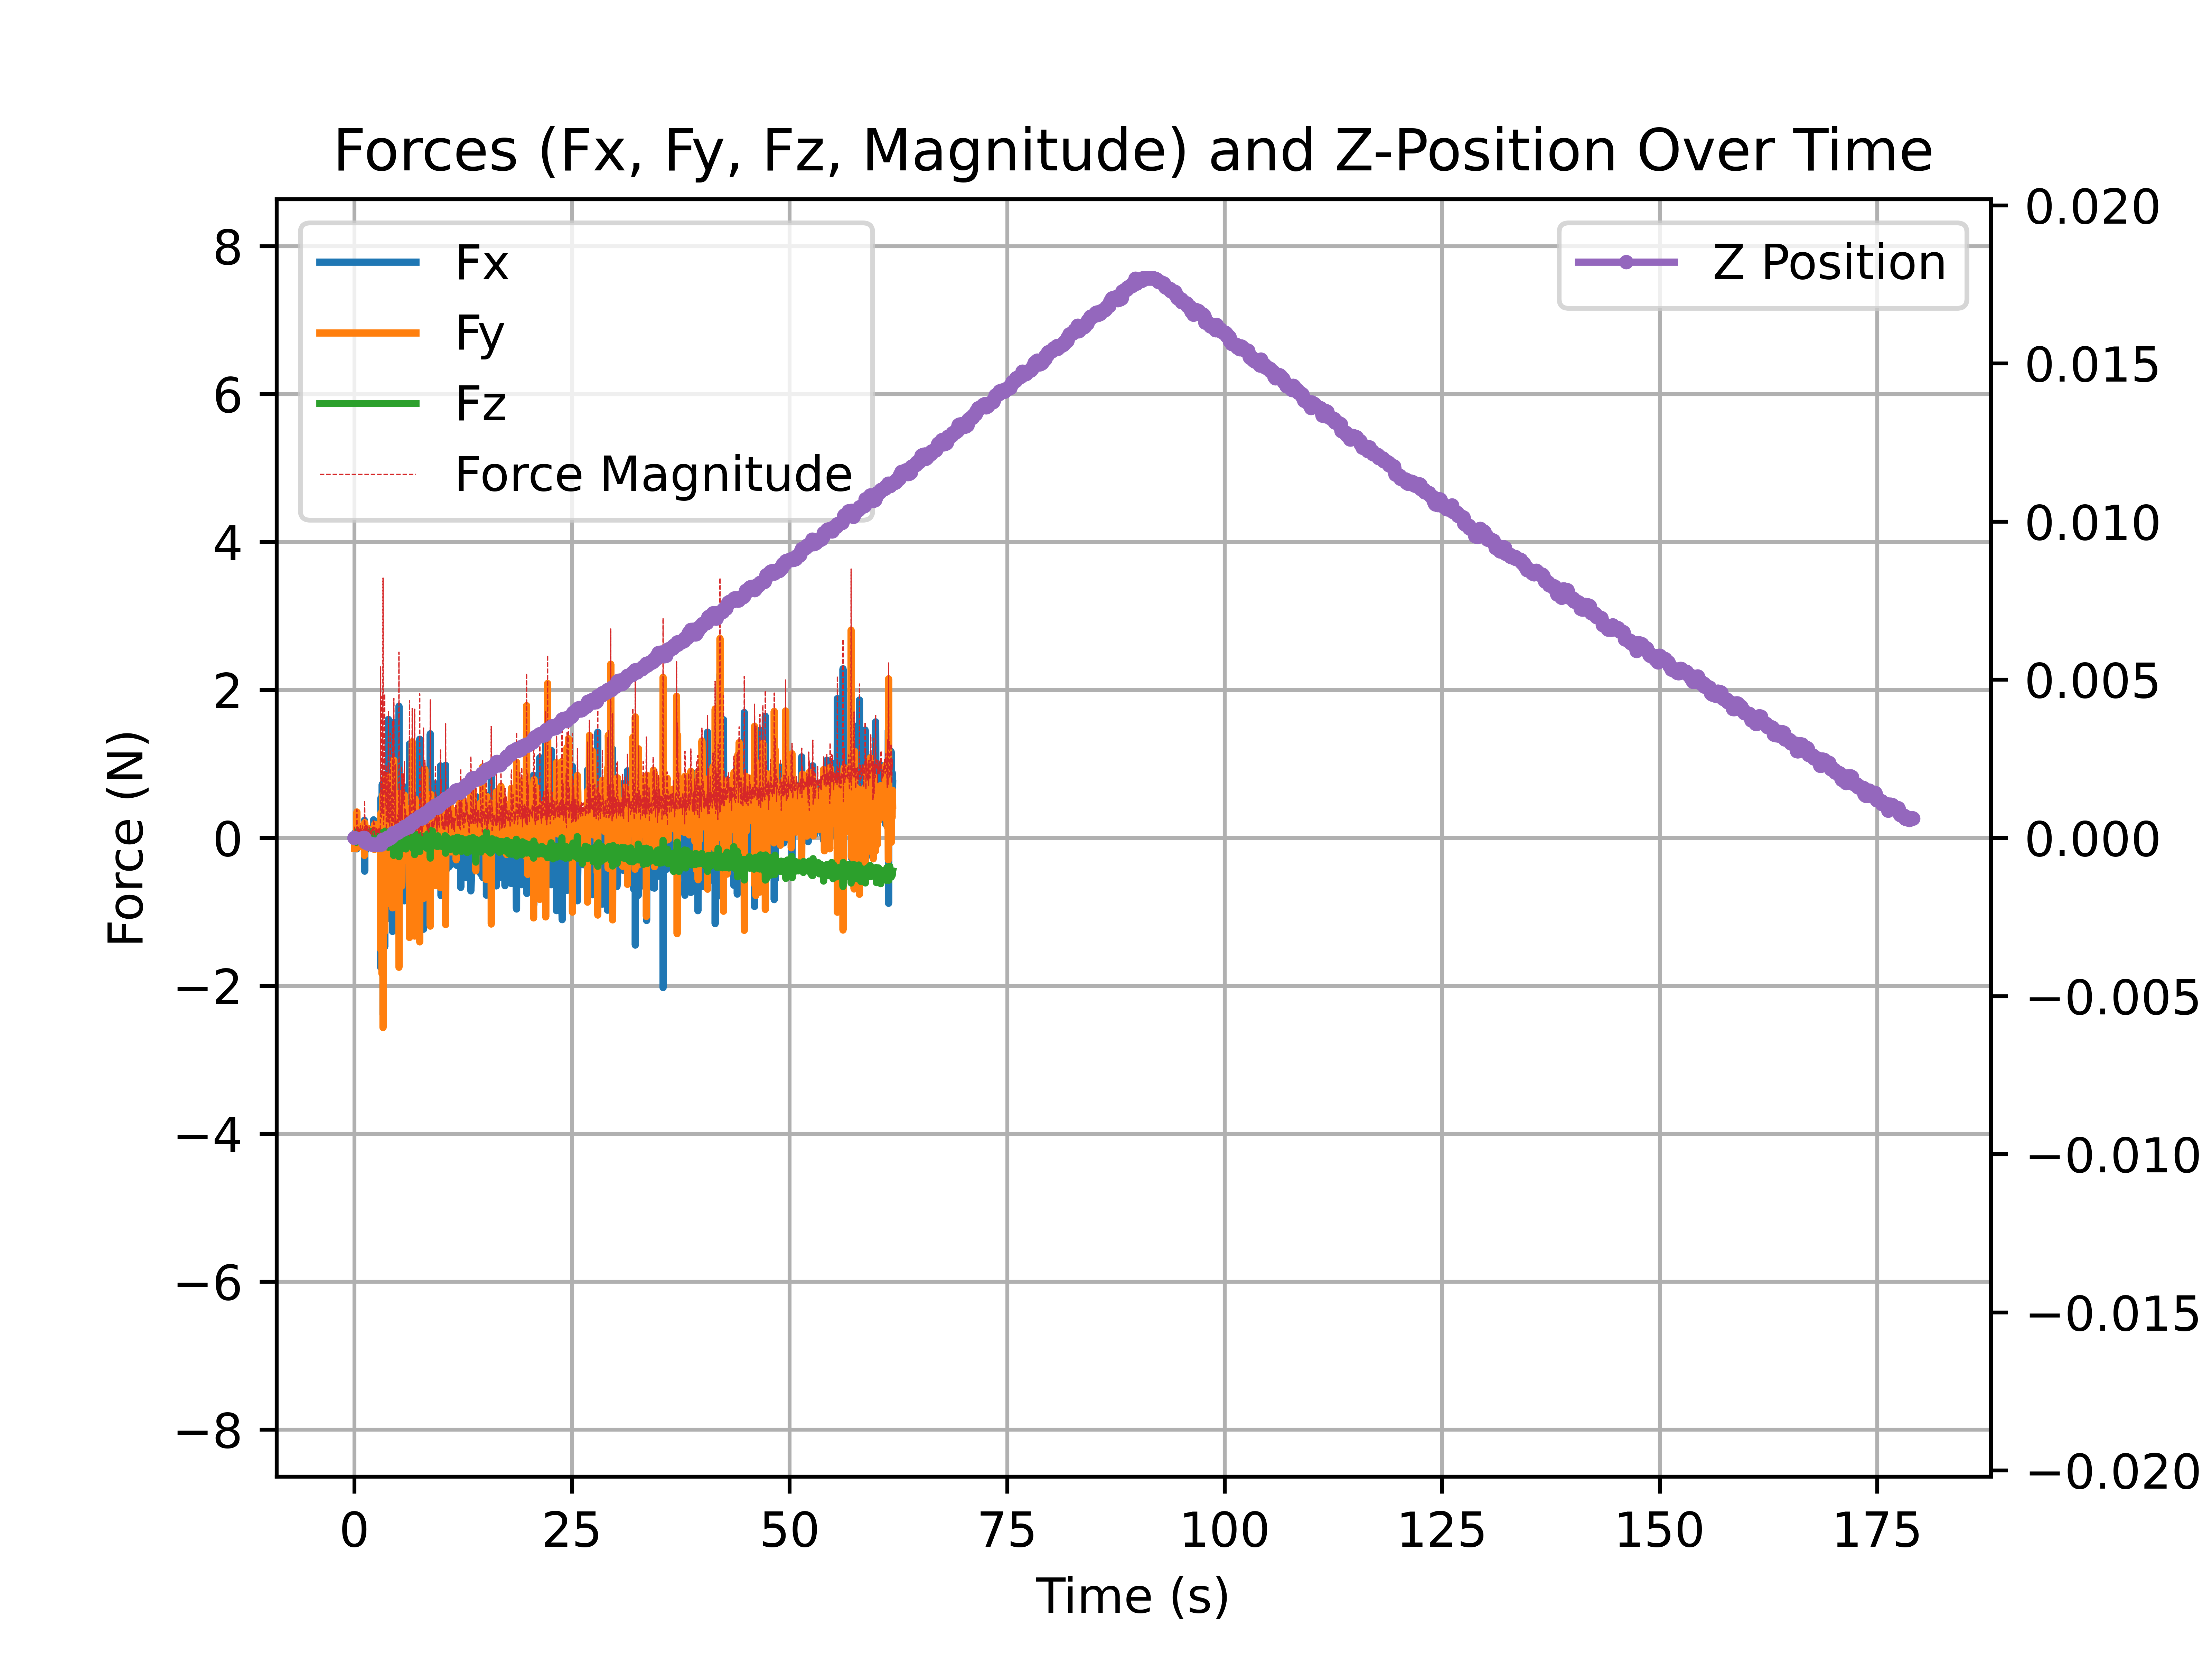 Forces (Fx, Fy, Fz, Magnitude) and Z-Position Over Time
Fx
Fy
Fz
Force Magnitude
Z Position
Force (N)
8
6
4
2
0
−2
−4
−6
−8
0.020
0.015
0.010
0.005
0.000
−0.005
−0.010
−0.015
−0.020
0 25 50 75 100 125 150 175
Time (s)